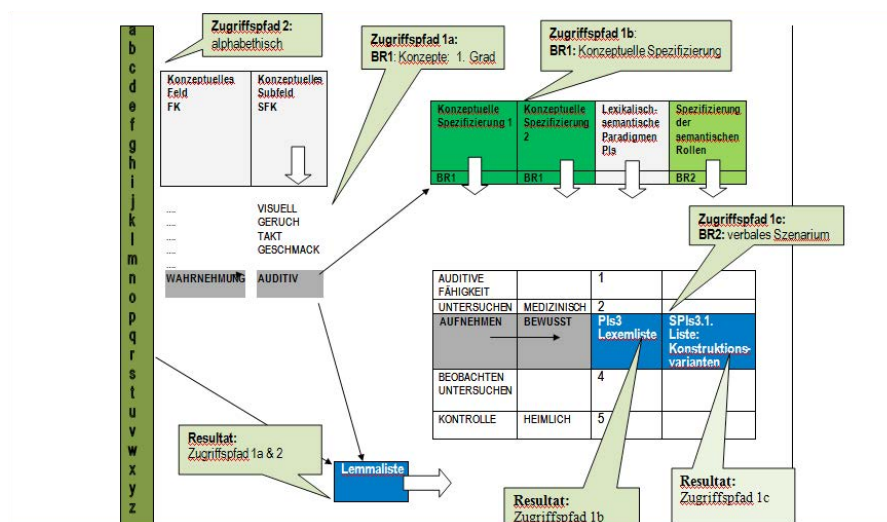 a
b
c
d
e
f
g
h
i
j
k
l
m
n
o
p
q
r
s
t
u
v
w
x
y
z
Zugriffspfad 2:
alphabethisch
Zugriffspfad 1a:
BR1: Konzepte: 1. Grad
Zugriffspfad 1b:
BR1: Konzeptuelle Spezifizierung
Konzeptuelles
Feld
FK
Konzeptuelles
Subfeld
SFK
Konzeptuelle
Spezifizierung 1
Konzeptuelle
Spezifizierung
2
Lexikalisch-
semantische
Paradigmen
Pls
Spezifizierung
der
semantischen
Rollen
BR1
BR1
BR2
....
....
....
....
....
VISUELL
GERUCH
TAKT
GESCHMACK
WAHRNEHMUNG
AUDITIV
Zugriffspfad 1c:
BR2: verbales Szenarium
AUDITIVE
FÄHIGKEIT
1
UNTERSUCHEN
MEDIZINISCH
2
AUFNEHMEN
BEWUSST
Pls3
Lexemliste
SPls3.1.
Liste:
Konstruktions-
varianten
BEOBACHTEN
UNTERSUCHEN
4
KONTROLLE
HEIMLICH
5
Resultat:
Zugriffspfad 1a & 2
Lemmaliste
Resultat:
Zugriffspfad 1b
Resultat:
Zugriffspfad 1c